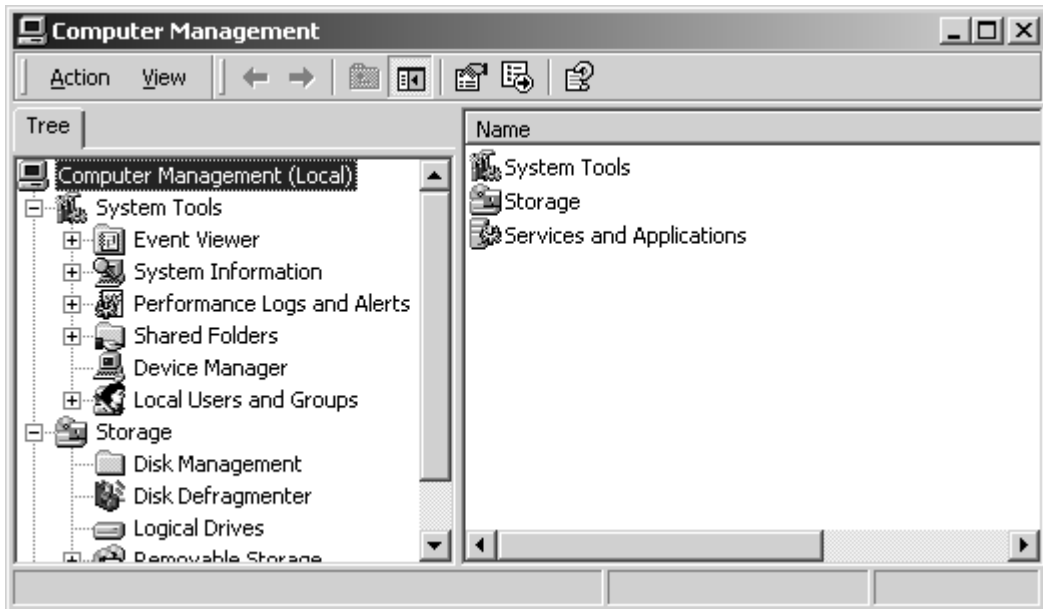 Computer Management
Action View
Tree
Name
Computer Management (Local)
System Tools
Event Viewer
System Information
Performance Logs and Alerts
Shared Folders
Device Manager
Local Users and Groups
Storage
Disk Management
Disk Defragmenter
Logical Drives
Removable Storage
System Tools
Storage
Services and Applications